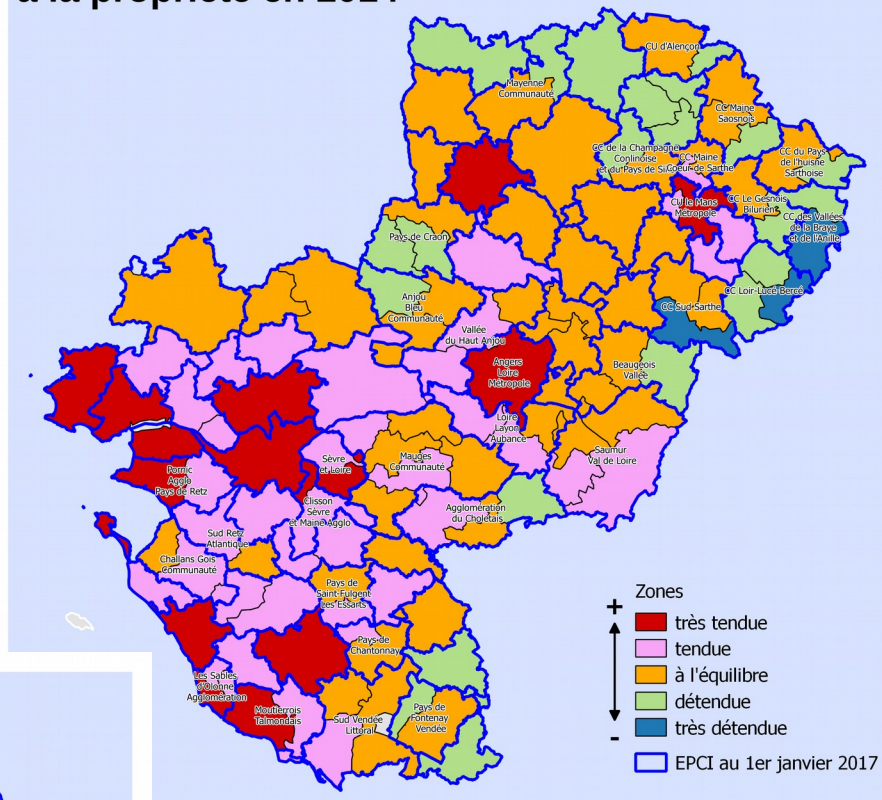 à la propriété en 2014
CU d'Alençon
Mayenne
Communauté
CC Maine
Saosnois
CC de la Champagne
Conlinoise
et du Pays de Sillé
CC Maine
Coeur de Sarthe
CC du Pays
de l'huisne
Sarthoise
CU le Mans
Métropole
CC Le Gesnois
Bilurien
CC des Vallées
de la Braye
et de l'Anille
Pays de Craon
Anjou
Bleu
Communauté
CC Sud Sarthe
CC Loir-Lucé Bercé
Vallée
du Haut Anjou
Angers
Loire
Métropole
Beaugeois
Vallée
Loire
Layon
Aubance
Saumur
Val de Loire
Sèvre
et Loire
Mauges
Communauté
Pornic
Agglo
Pays de Retz
Clisson
Sèvre
et Maine Agglo
Agglomération
du Choletais
Sud Retz
Atlantique
Challans Gois
Communauté
Pays de
Saint-Fulgent
Les Essarts
Pays de
Chantonnay
Les Sables
d'Olonne
Agglomération
Moutierrois
Talmondais
Sud Vendée
Littoral
Pays de
Fontenay
Vendée
Zones
+
très tendue
tendue
à l'équilibre
détendue
très détendue
-
EPCI au 1er janvier 2017